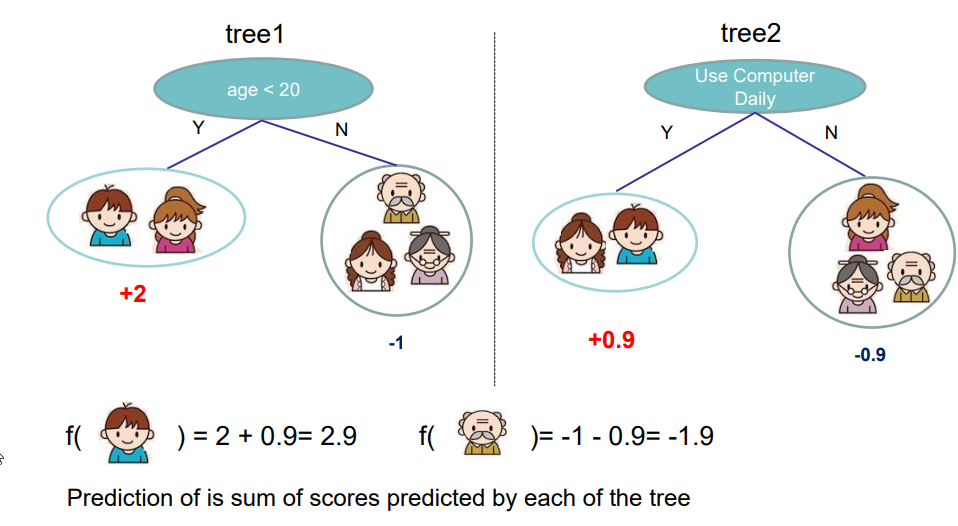 tree1
age < 20
Y
N
+2
-1
tree2
Use Computer
Daily
Y
N
+0.9
-0.9
f( ) = 2 + 0.9= 2.9
f( )= -1 - 0.9= -1.9
Prediction of is sum of scores predicted by each of the tree